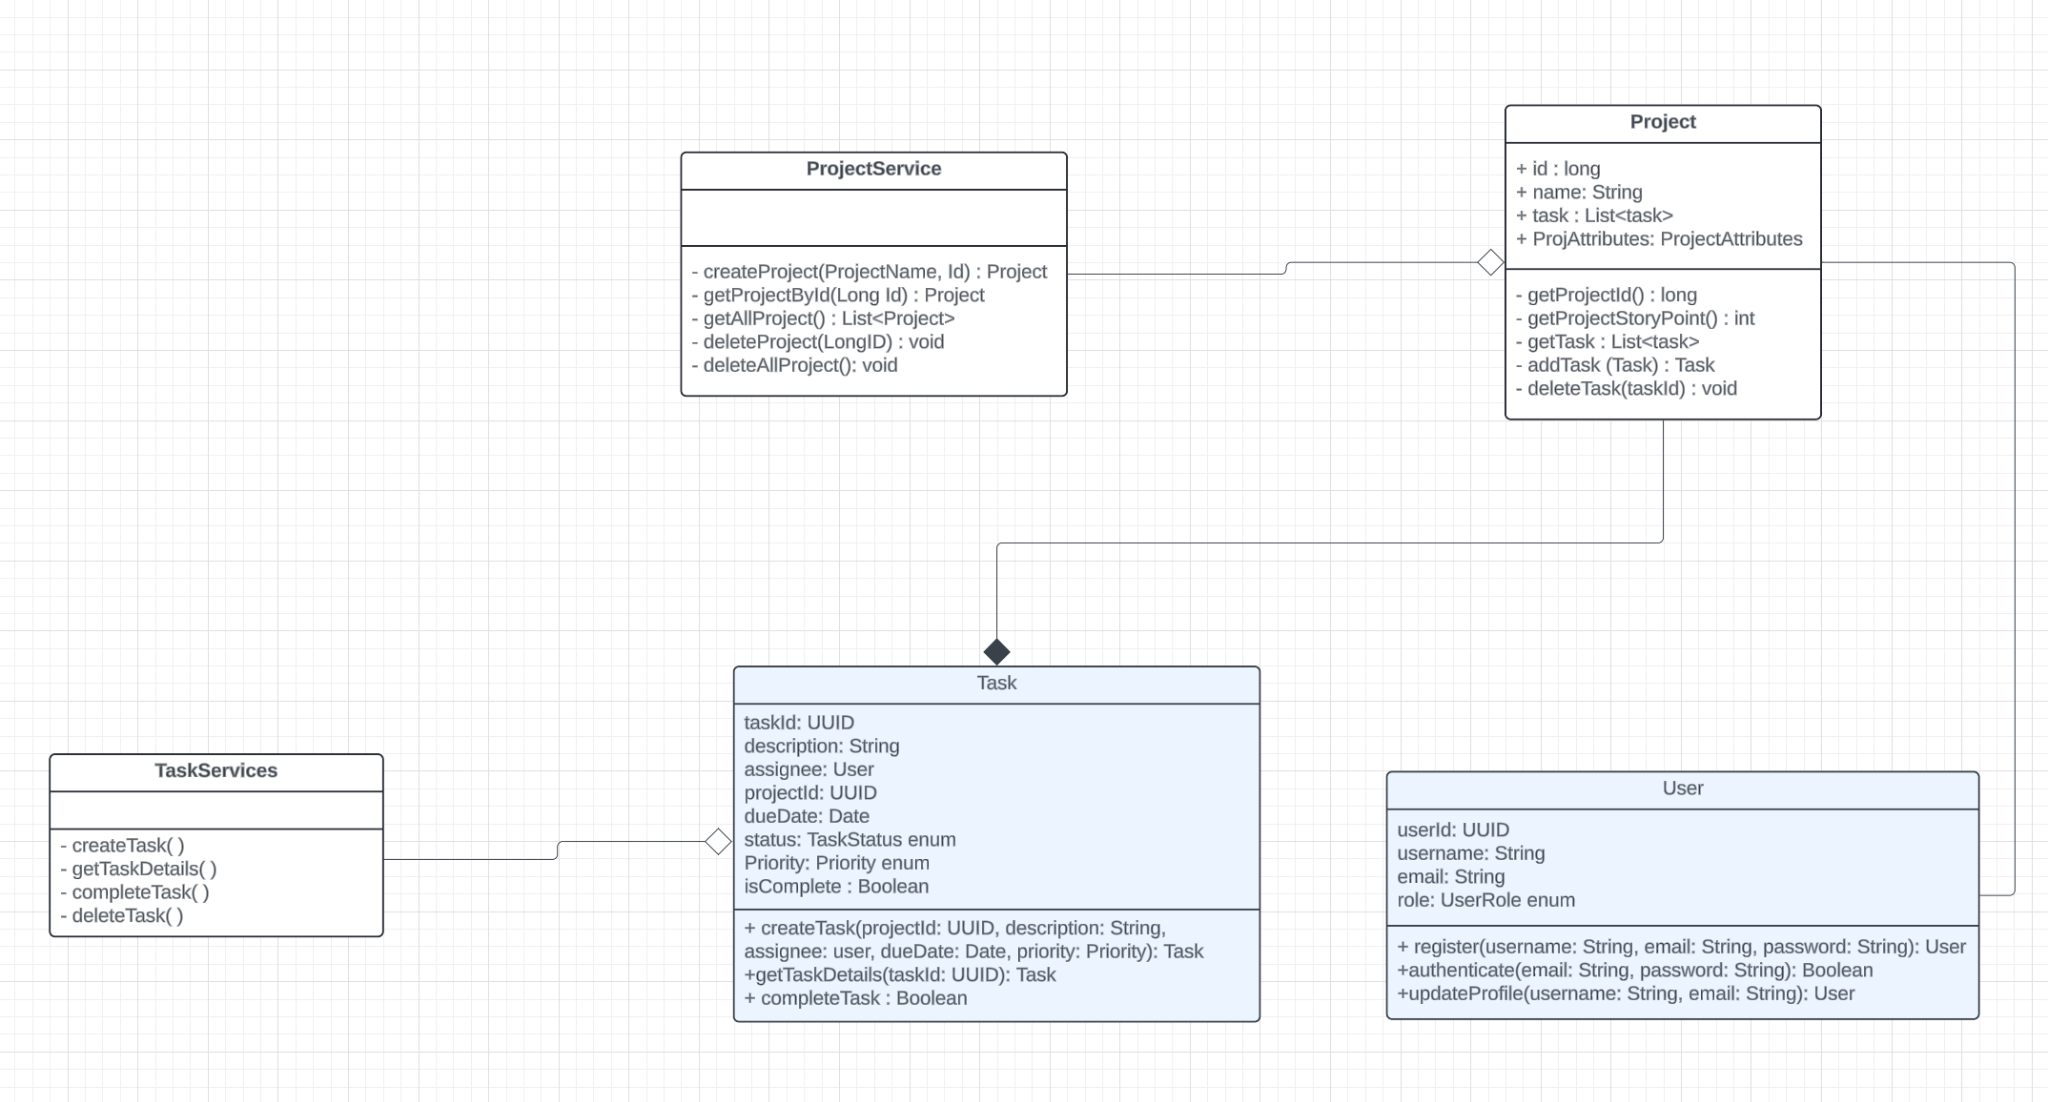 Project
+ id : long
+ name: String
+ task : List<task>
+ ProjAttributes: ProjectAttributes
- getProjectId() : long
- getProjectStoryPoint() : int
- getTask : List<task>
- addTask (Task) : Task
- deleteTask(taskId) : void
ProjectService
- createProject(ProjectName, Id) : Project
- getProjectById(Long Id) : Project
- getAllProject() : List<Project>
- deleteProject(LongID) : void
- deleteAllProject(): void
Task
taskId: UUID
description: String
assignee: User
projectId: UUID
dueDate: Date
status: TaskStatus enum
Priority: Priority enum
isComplete : Boolean
+ createTask(projectId: UUID, description: String,
assignee: user, dueDate: Date, priority: Priority): Task
+getTaskDetails(taskId: UUID): Task
+ completeTask : Boolean
TaskServices
- createTask( )
- getTaskDetails( )
- completeTask( )
- deleteTask( )
User
userId: UUID
username: String
email: String
role: UserRole enum
+ register(username: String, email: String, password: String): User
+authenticate(email: String, password: String): Boolean
+updateProfile(username: String, email: String): User